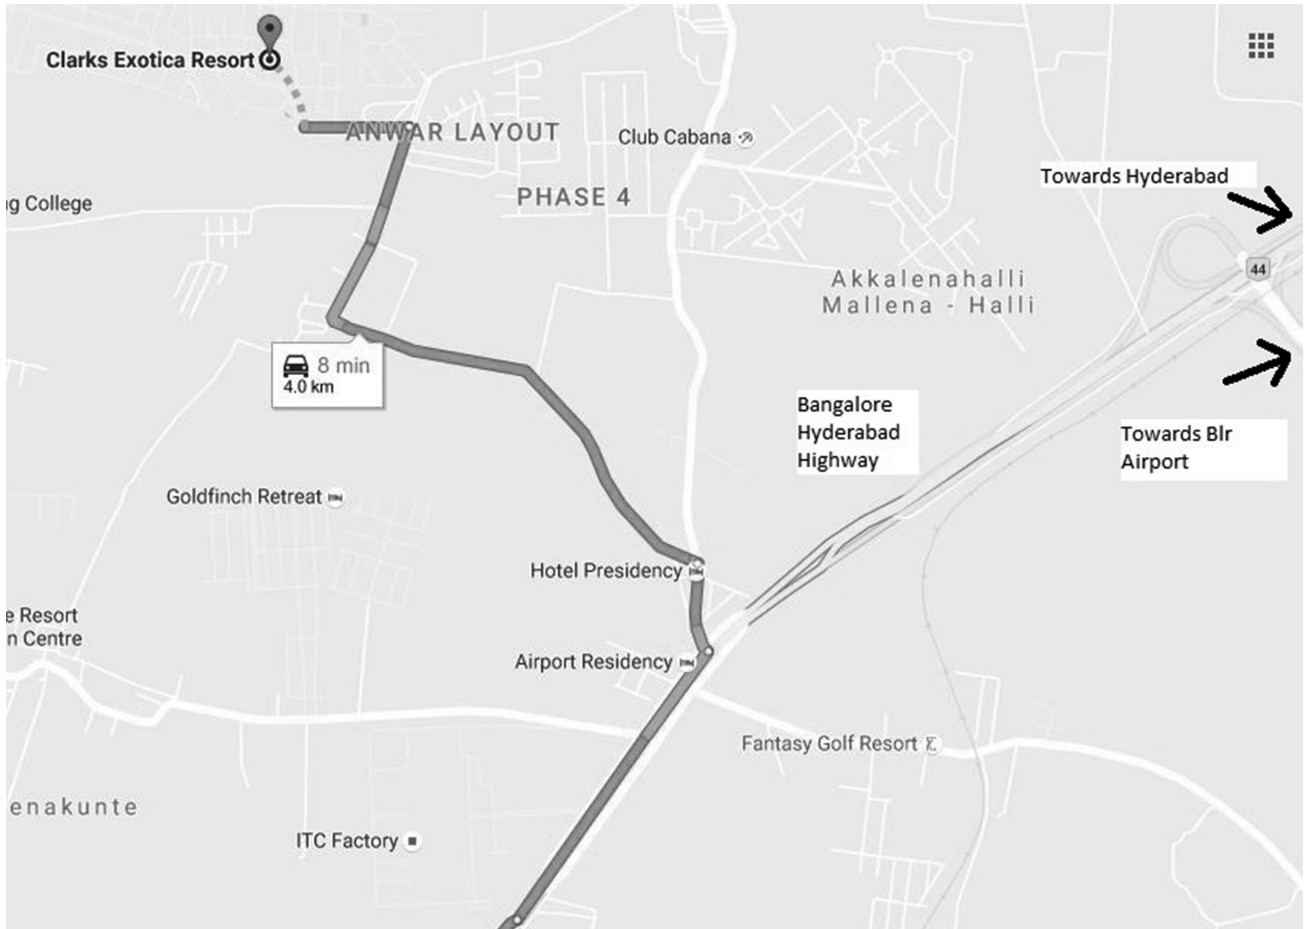 Clarks Exotica Resort
ANWAR LAYOUT
Club Cabana
Towards Hyderabad
PHASE 4
g College
44
Akkalenahalli
Mallena - Halli
8 min
4.0 km
Bangalore
Hyderabad
Highway
Towards Blr
Airport
Goldfinch Retreat
Hotel Presidency
e Resort
n Centre
Airport Residency
Fantasy Golf Resort
enakunte
ITC Factory